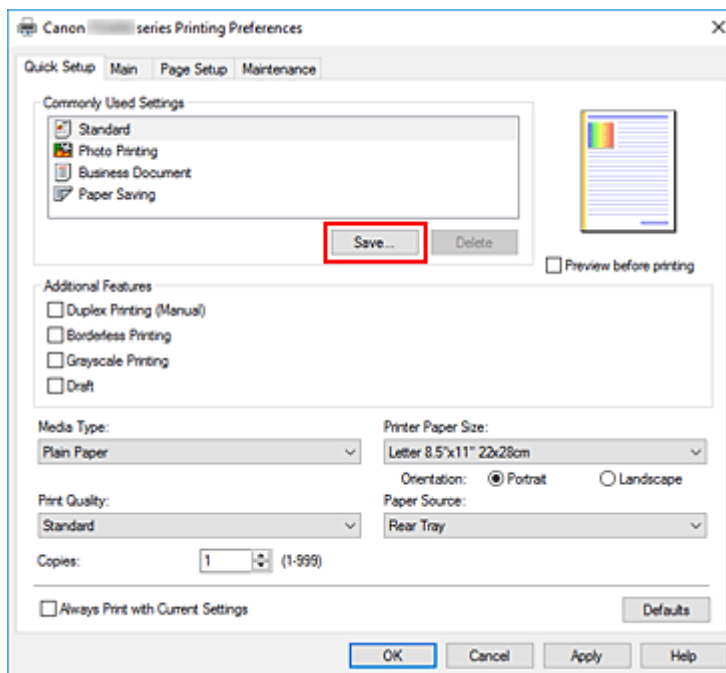 Canon series Printing Preferences
Quick Setup Main Page Setup Maintenance
Commonly Used Settings
Standard
Photo Printing
Business Document
Paper Saving
Save... Delete
Preview before printing
Additional Features
Duplex Printing (Manual)
Borderless Printing
Grayscale Printing
Draft
Media Type: Printer Paper Size:
Plain Paper Letter 8.5"x11" 22x28cm
Orientation: Portrait Landscape
Print Quality: Paper Source:
Standard Rear Tray
Copies: 1 (1-999)
Always Print with Current Settings Defaults
OK Cancel Apply Help